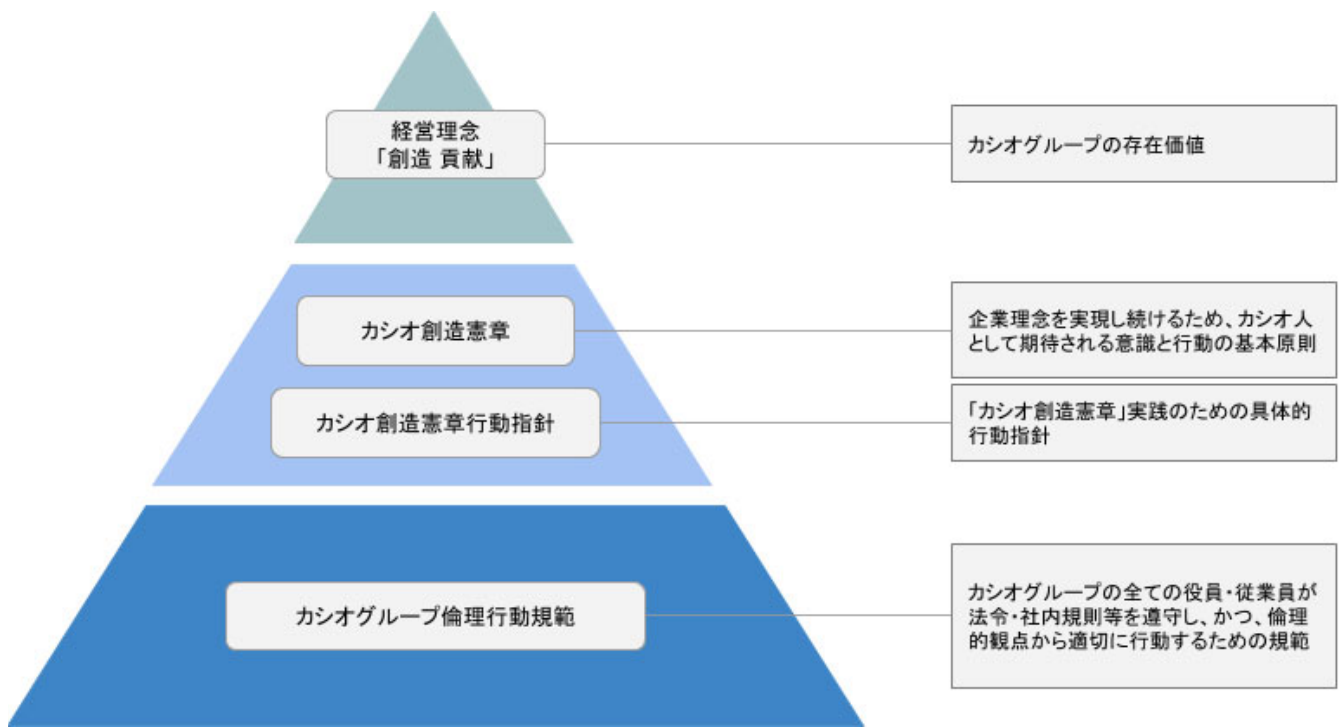 経営理念
「創造 貢献」
カシオグループの存在価値
カシオ創造憲章
企業理念を実現し続けるため、カシオ人
として期待される意識と行動の基本原則
カシオ創造憲章行動指針
「カシオ創造憲章」実践のための具体的
行動指針
カシオグループ倫理行動規範
カシオグループの全ての役員・従業員が
法令・社内規則等を遵守し、かつ、倫理
的観点から適切に行動するための規範